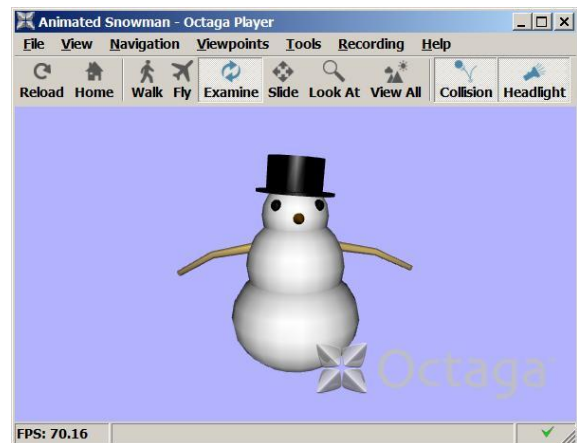 Animated Snowman - Octaga Player
File View Navigation Viewpoints Tools Recording Help
Reload Home Walk Fly Examine Slide Look At View All Collision Headlight
Octaga
FPS: 70.16